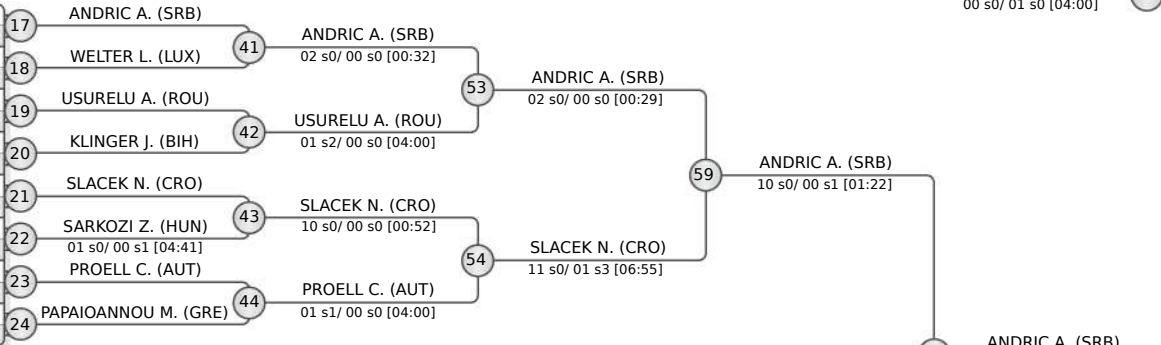 00 s0/ 01 s0 [04:00]
17
ANDRIC A. (SRB)
18
WELTER L. (LUX)
41
ANDRIC A. (SRB)
02 s0/ 00 s0 [00:32]
19
USURELU A. (ROU)
20
KLINGER J. (BIH)
42
USURELU A. (ROU)
01 s2/ 00 s0 [04:00]
53
ANDRIC A. (SRB)
02 s0/ 00 s0 [00:29]
21
SLACEK N. (CRO)
22
SARKOZI Z. (HUN)
01 s0/ 00 s1 [04:41]
43
SLACEK N. (CRO)
10 s0/ 00 s0 [00:52]
23
PROELL C. (AUT)
24
PAPAIOANNOU M. (GRE)
44
PROELL C. (AUT)
01 s1/ 00 s0 [04:00]
54
SLACEK N. (CRO)
11 s0/ 01 s3 [06:55]
59
ANDRIC A. (SRB)
10 s0/ 00 s1 [01:22]
ANDRIC A. (SRB)